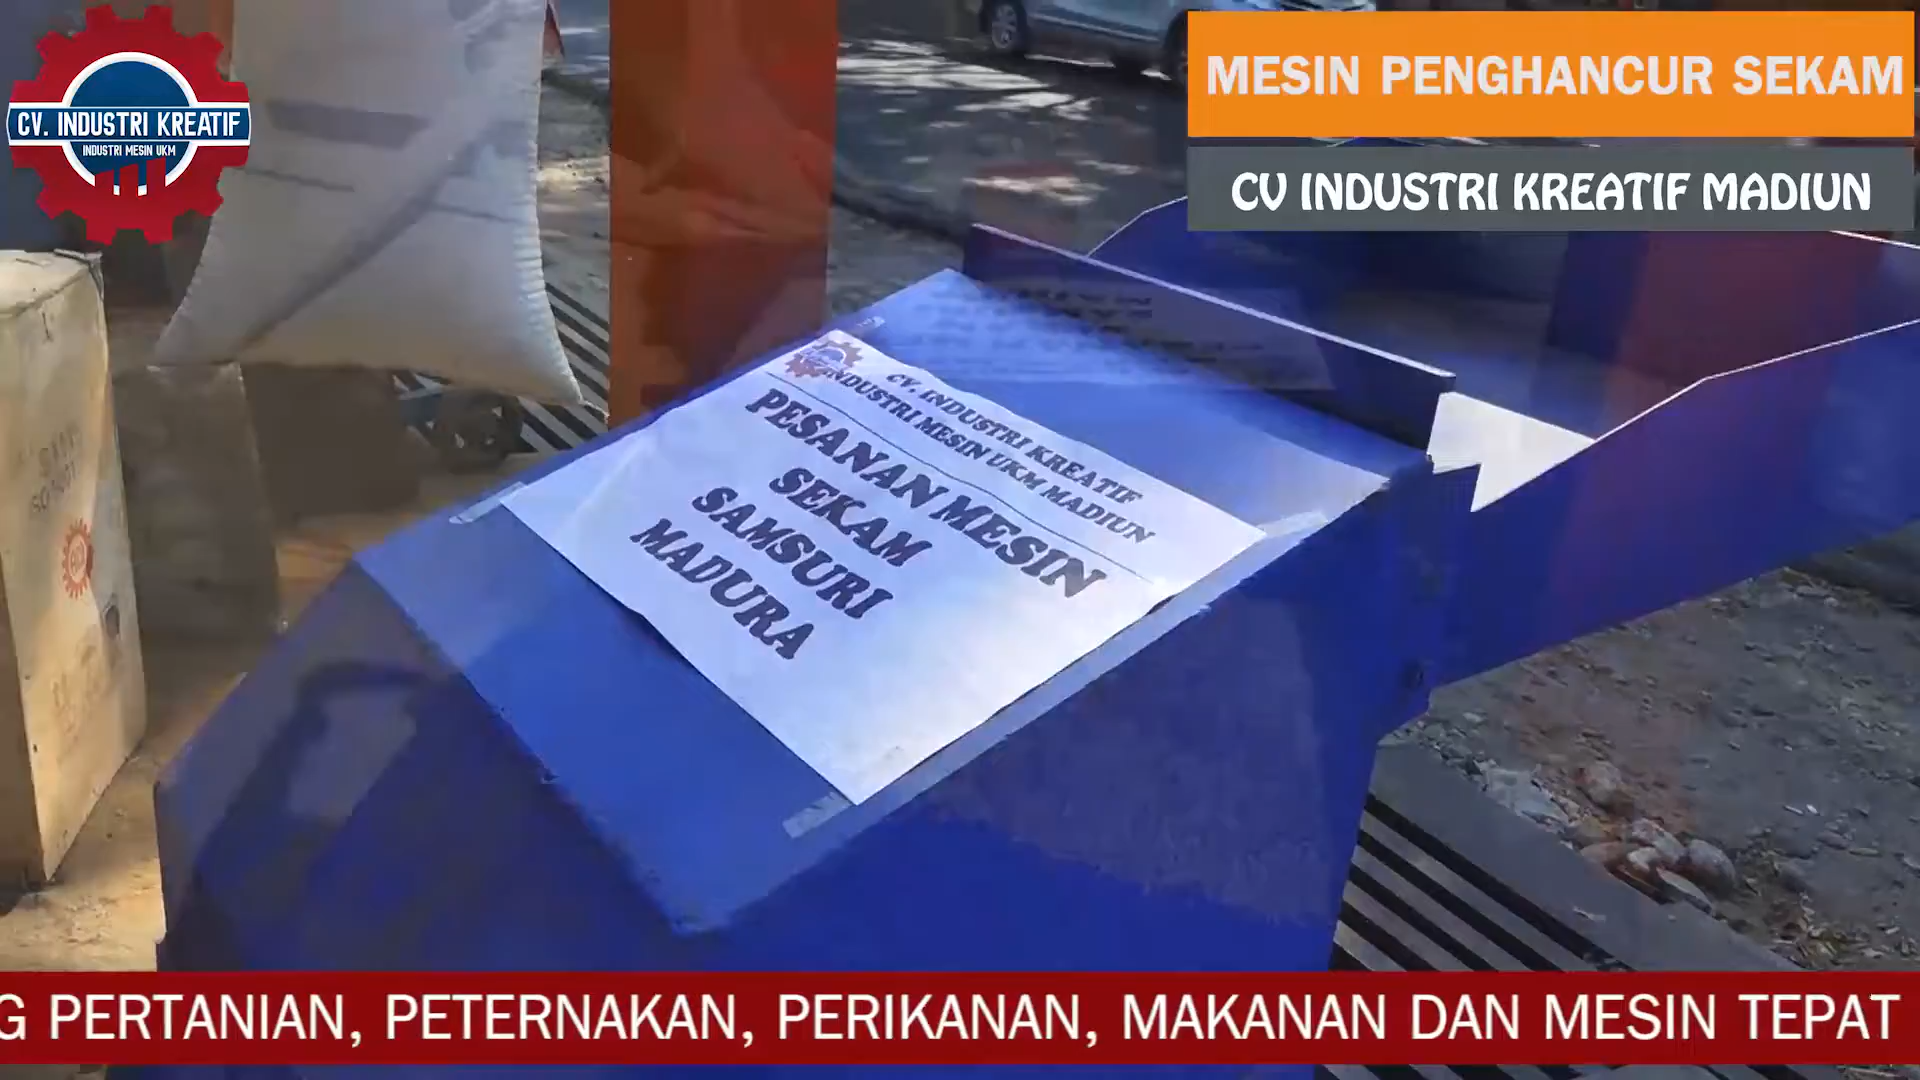 CV. INDUSTRI KREATIF
INDUSTRI MESIN UKM
MESIN PENGHANCUR SEKAM
CV INDUSTRI KREATIF MADIUN
CV. INDUSTRI KREATIF
INDUSTRI MESIN UKM MADIUN
PESANAN MESIN
SEKAM
SAMSURI
MADURA
G PERTANIAN, PETERNAKAN, PERIKANAN, MAKANAN DAN MESIN TEPAT